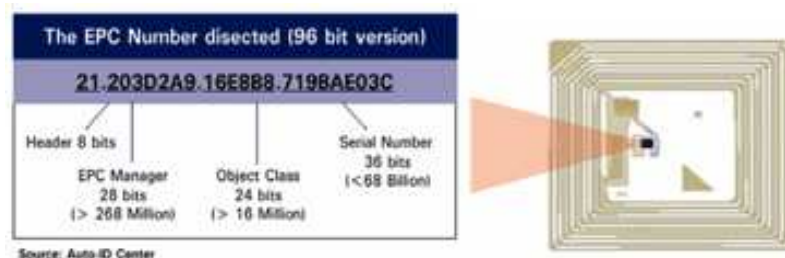 The EPC Number disected (96 bit version)
21.203D2A9.16E8B8.719BAE03C
Header 8 bits
EPC Manager
28 bits
(> 268 Million)
Object Class
24 bits
(> 16 Million)
Serial Number
36 bits
(<68 Billion)
Source: Auto-ID Center